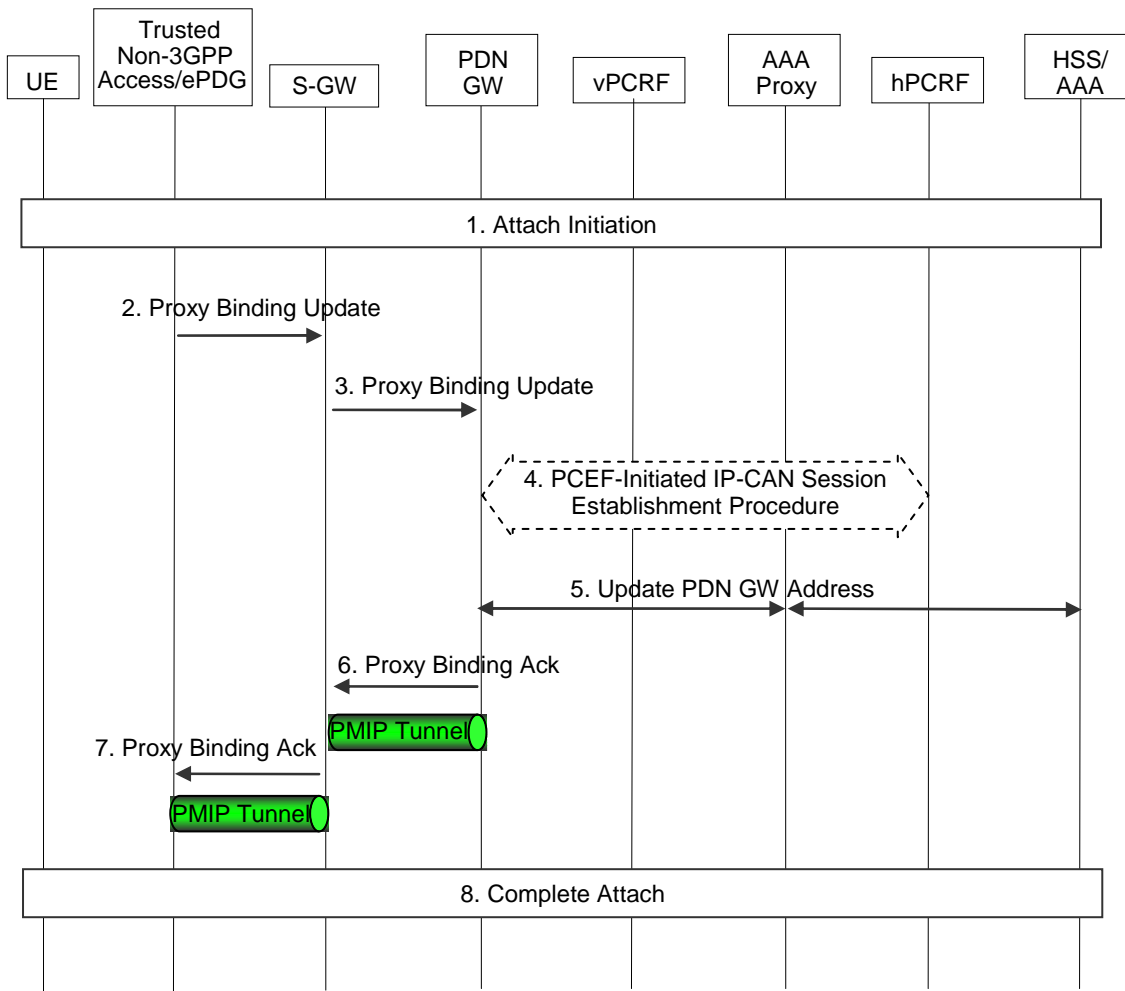 UE
Trusted
Non-3GPP
Access/ePDG
S-GW
PDN
GW
vPCRF
AAA
Proxy
hPCRF
HSS/
AAA
1. Attach Initiation
2. Proxy Binding Update
3. Proxy Binding Update
4. PCEF-Initiated IP-CAN Session
Establishment Procedure
5. Update PDN GW Address
6. Proxy Binding Ack
PMIP Tunnel
7. Proxy Binding Ack
PMIP Tunnel
8. Complete Attach